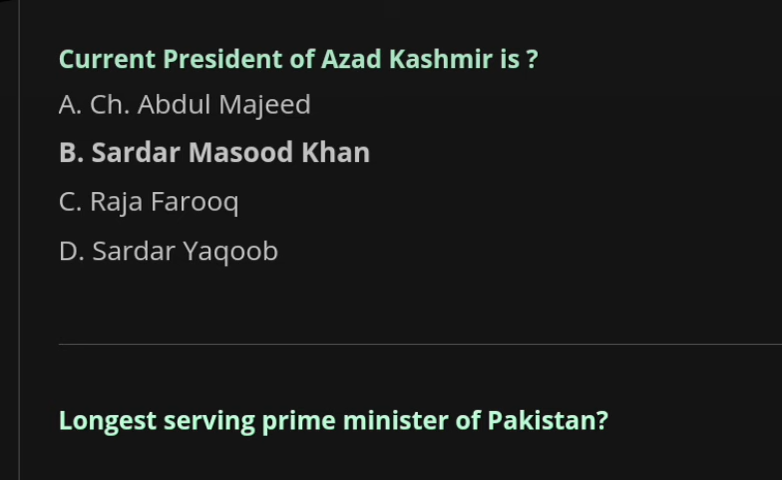 Current President of Azad Kashmir is ?
A. Ch. Abdul Majeed
B. Sardar Masood Khan
C. Raja Farooq
D. Sardar Yaqoob
Longest serving prime minister of Pakistan?